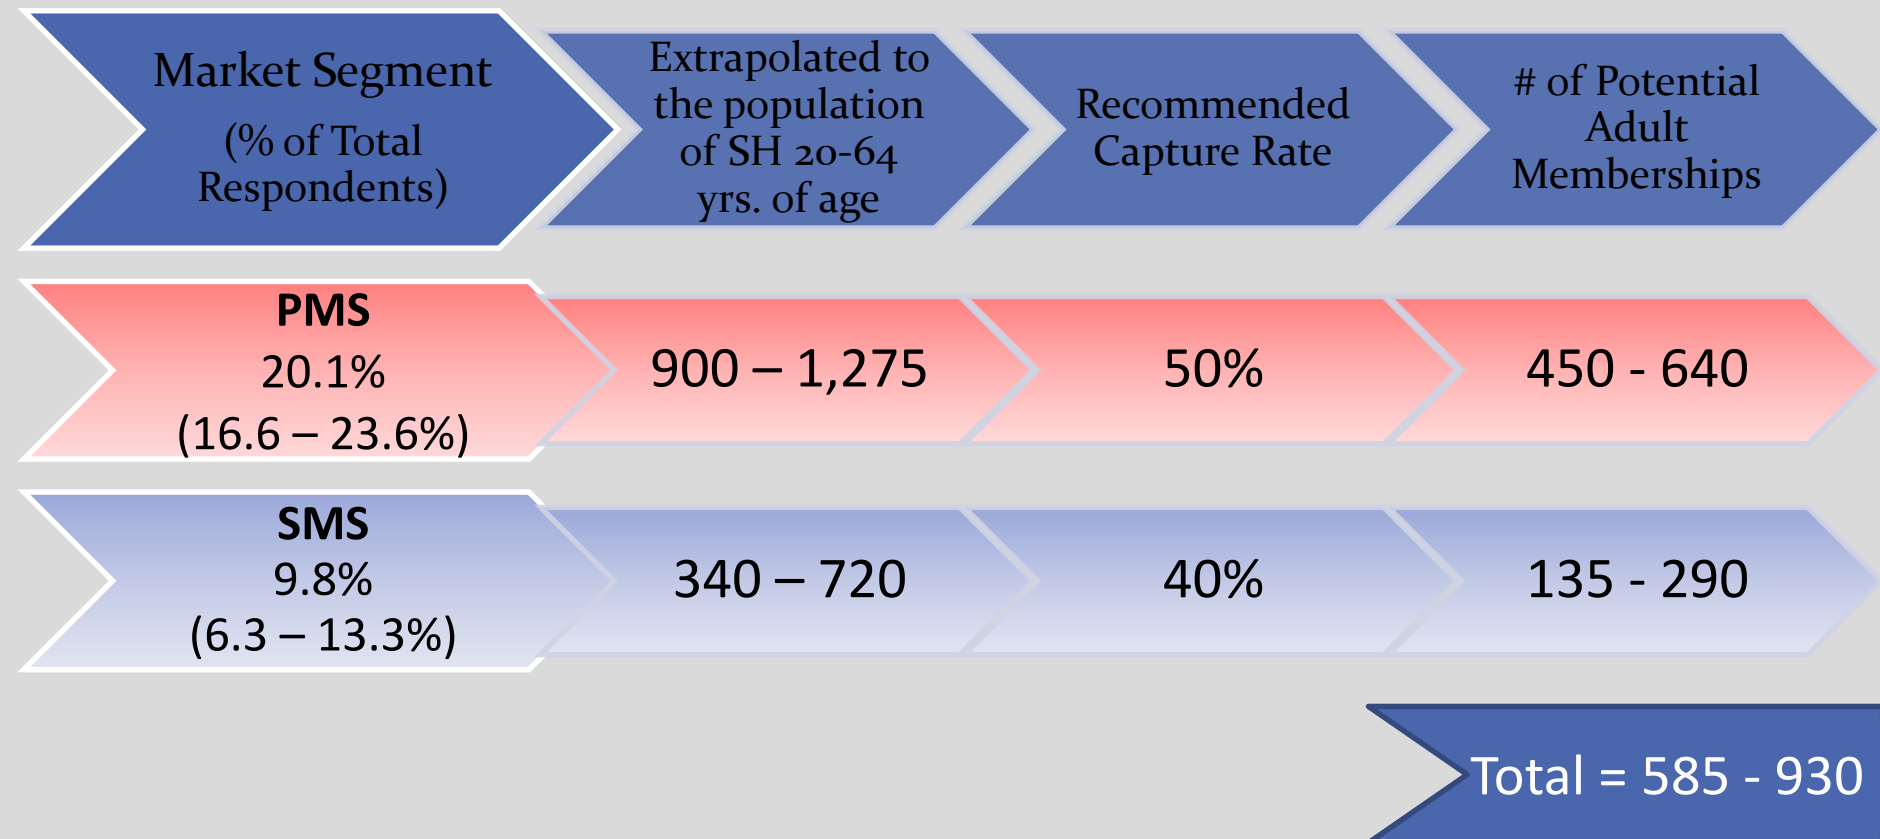 Market Segment
(% of Total
Respondents)
Extrapolated to
the population
of SH 20-64
yrs. of age
Recommended
Capture Rate
# of Potential
Adult
Memberships
PMS
20.1%
(16.6 – 23.6%)
900 – 1,275
50%
450 - 640
SMS
9.8%
(6.3 – 13.3%)
340 – 720
40%
135 - 290
Total = 585 - 930